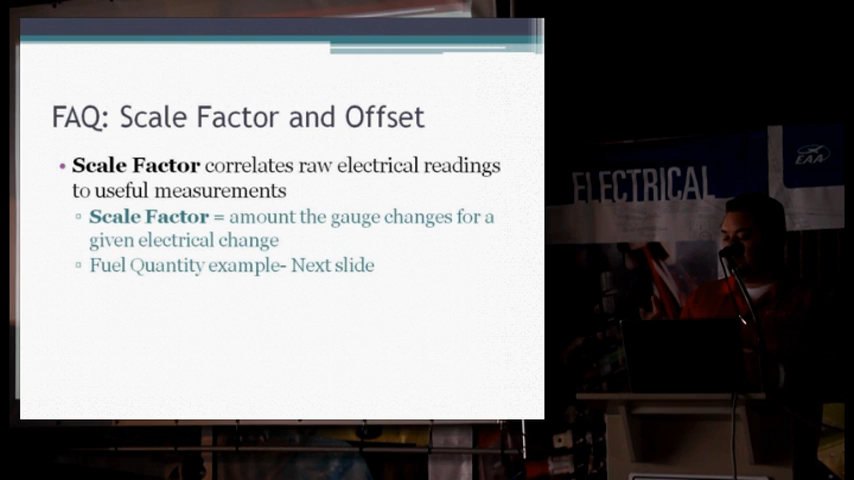 FAQ: Scale Factor and Offset
• Scale Factor correlates raw electrical readings
to useful measurements
▫ Scale Factor = amount the gauge changes for a
given electrical change
▫ Fuel Quantity example- Next slide
ELECTRICAL
EAA